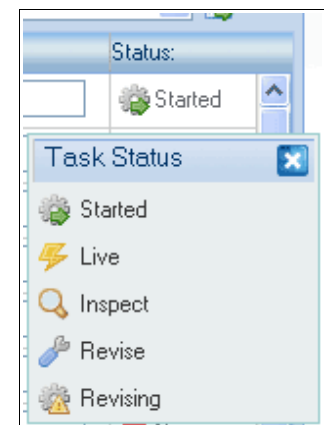 Status:
Started
Task Status
Started
Live
Inspect
Revise
Revising